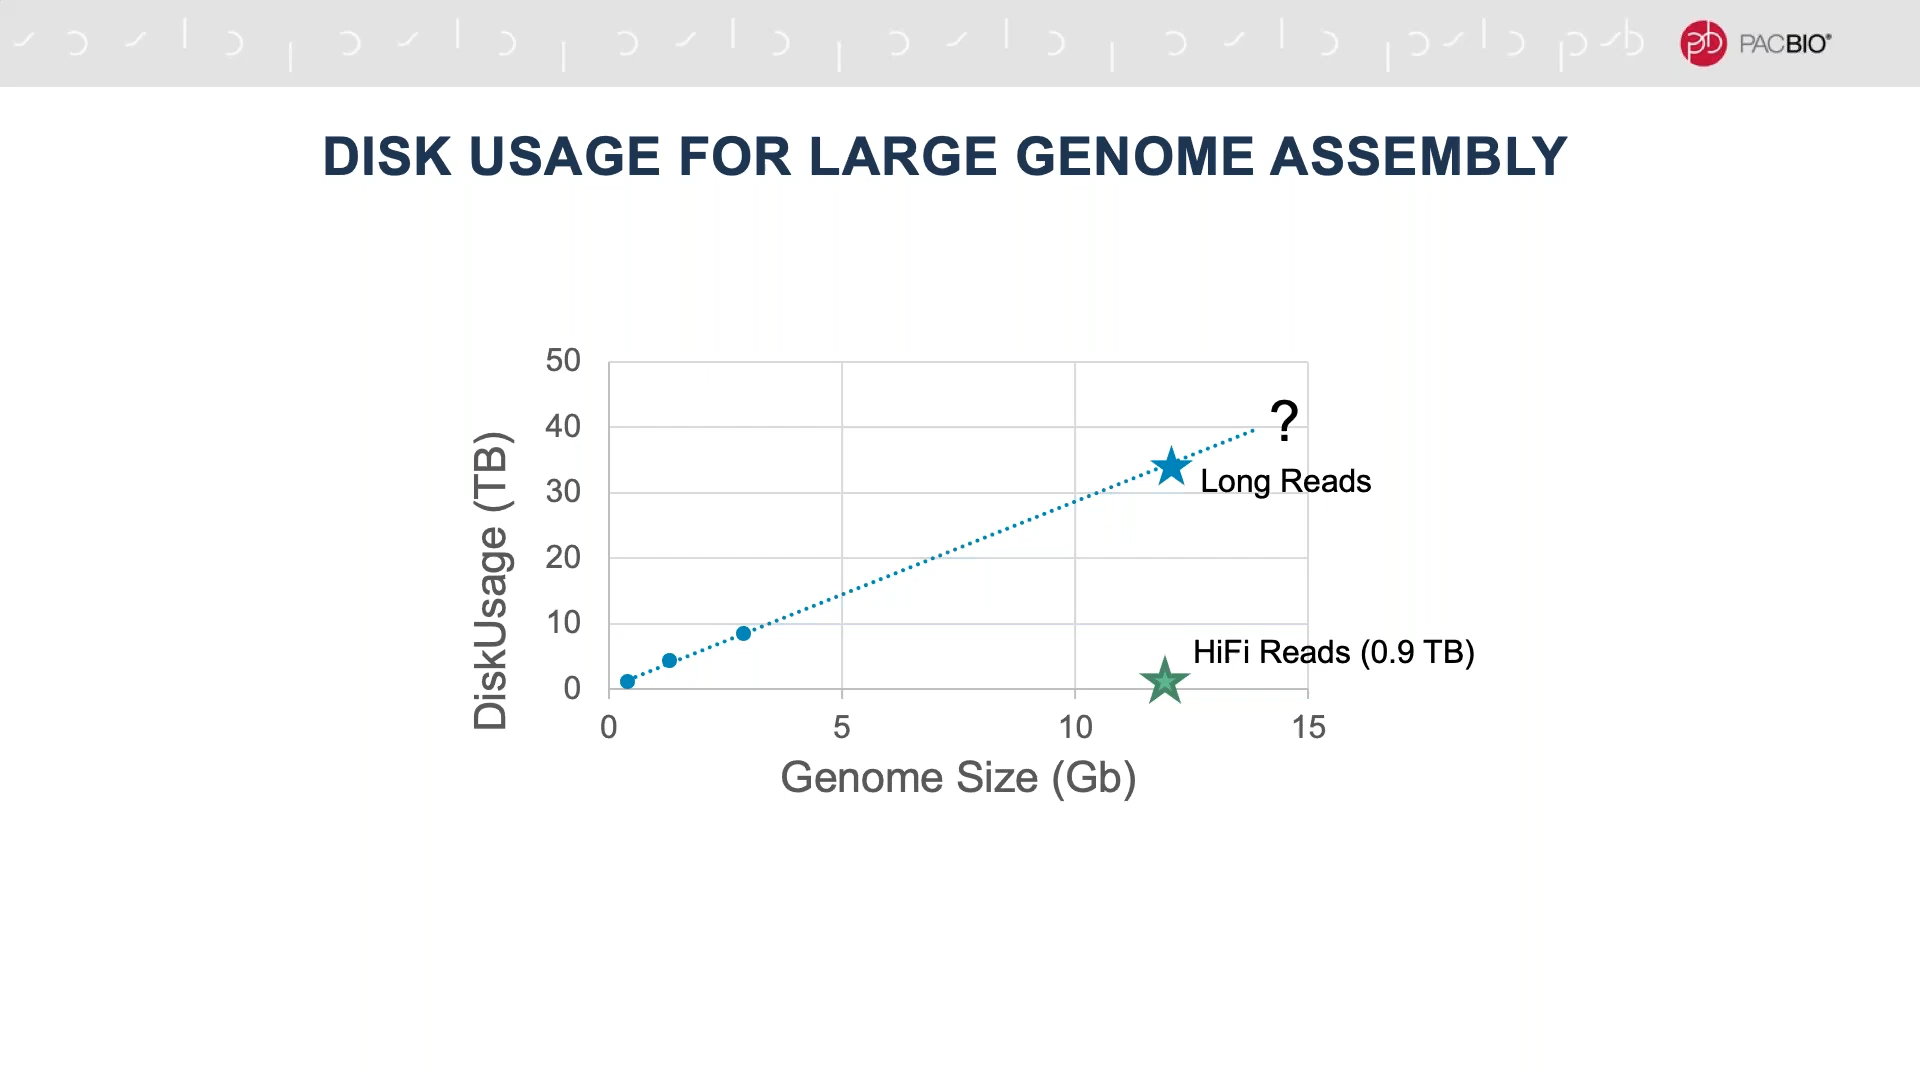 PACBIO®
DISK USAGE FOR LARGE GENOME ASSEMBLY
DiskUsage (TB)
50
40
30
20
10
0
?
Long Reads
HiFi Reads (0.9 TB)
0 5 10 15
Genome Size (Gb)